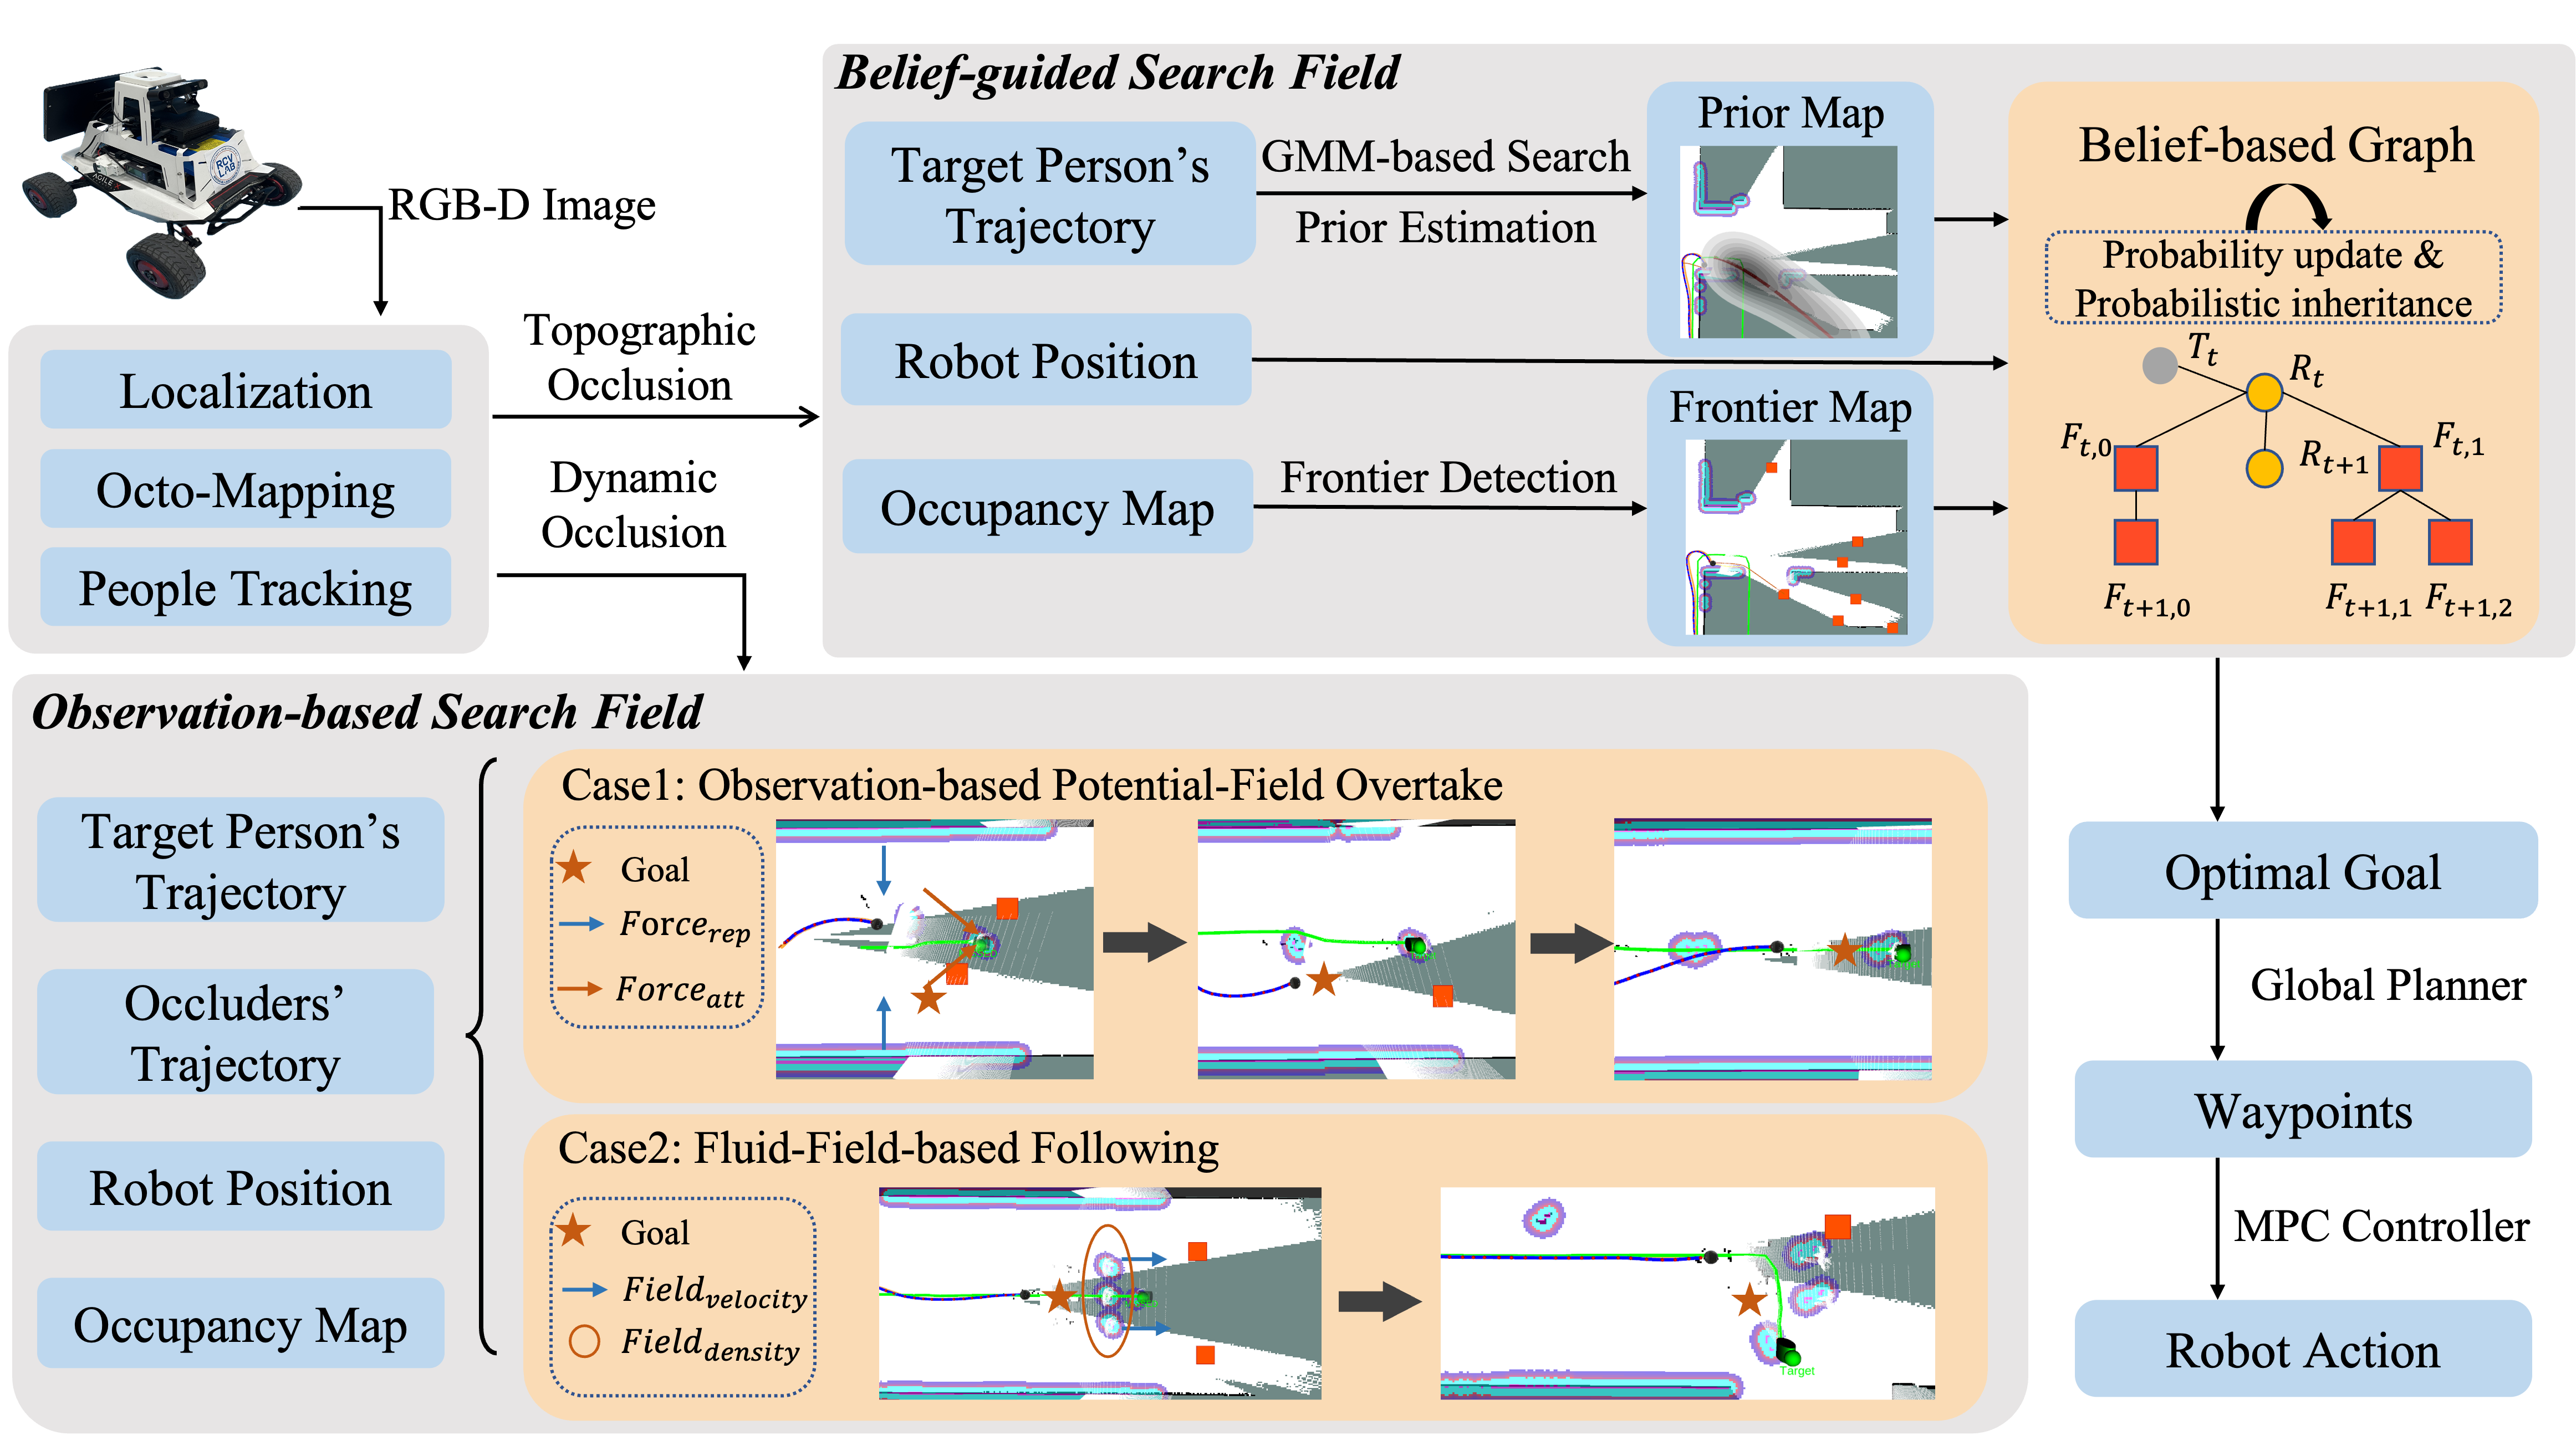 RCV
LAB
AGILE X
RGB-D Image
Localization
Octo-Mapping
People Tracking
Topographic
Occlusion
Dynamic
Occlusion
Belief-guided Search Field
Target Person’s
Trajectory
GMM-based Search
Prior Estimation
Prior Map
Robot Position
Occupancy Map
Frontier Detection
Frontier Map
Belief-based Graph
Probability update &
Probabilistic inheritance
T_t
R_t
F_{t,0}
R_{t+1}
F_{t,1}
F_{t+1,0}
F_{t+1,1}
F_{t+1,2}
Observation-based Search Field
Target Person’s
Trajectory
Occluders’
Trajectory
Robot Position
Occupancy Map
Case1: Observation-based Potential-Field Overtake
Goal
Force_{rep}
Force_{att}
Case2: Fluid-Field-based Following
Goal
Field_{velocity}
Field_{density}
Target
Optimal Goal
Global Planner
Waypoints
MPC Controller
Robot Action